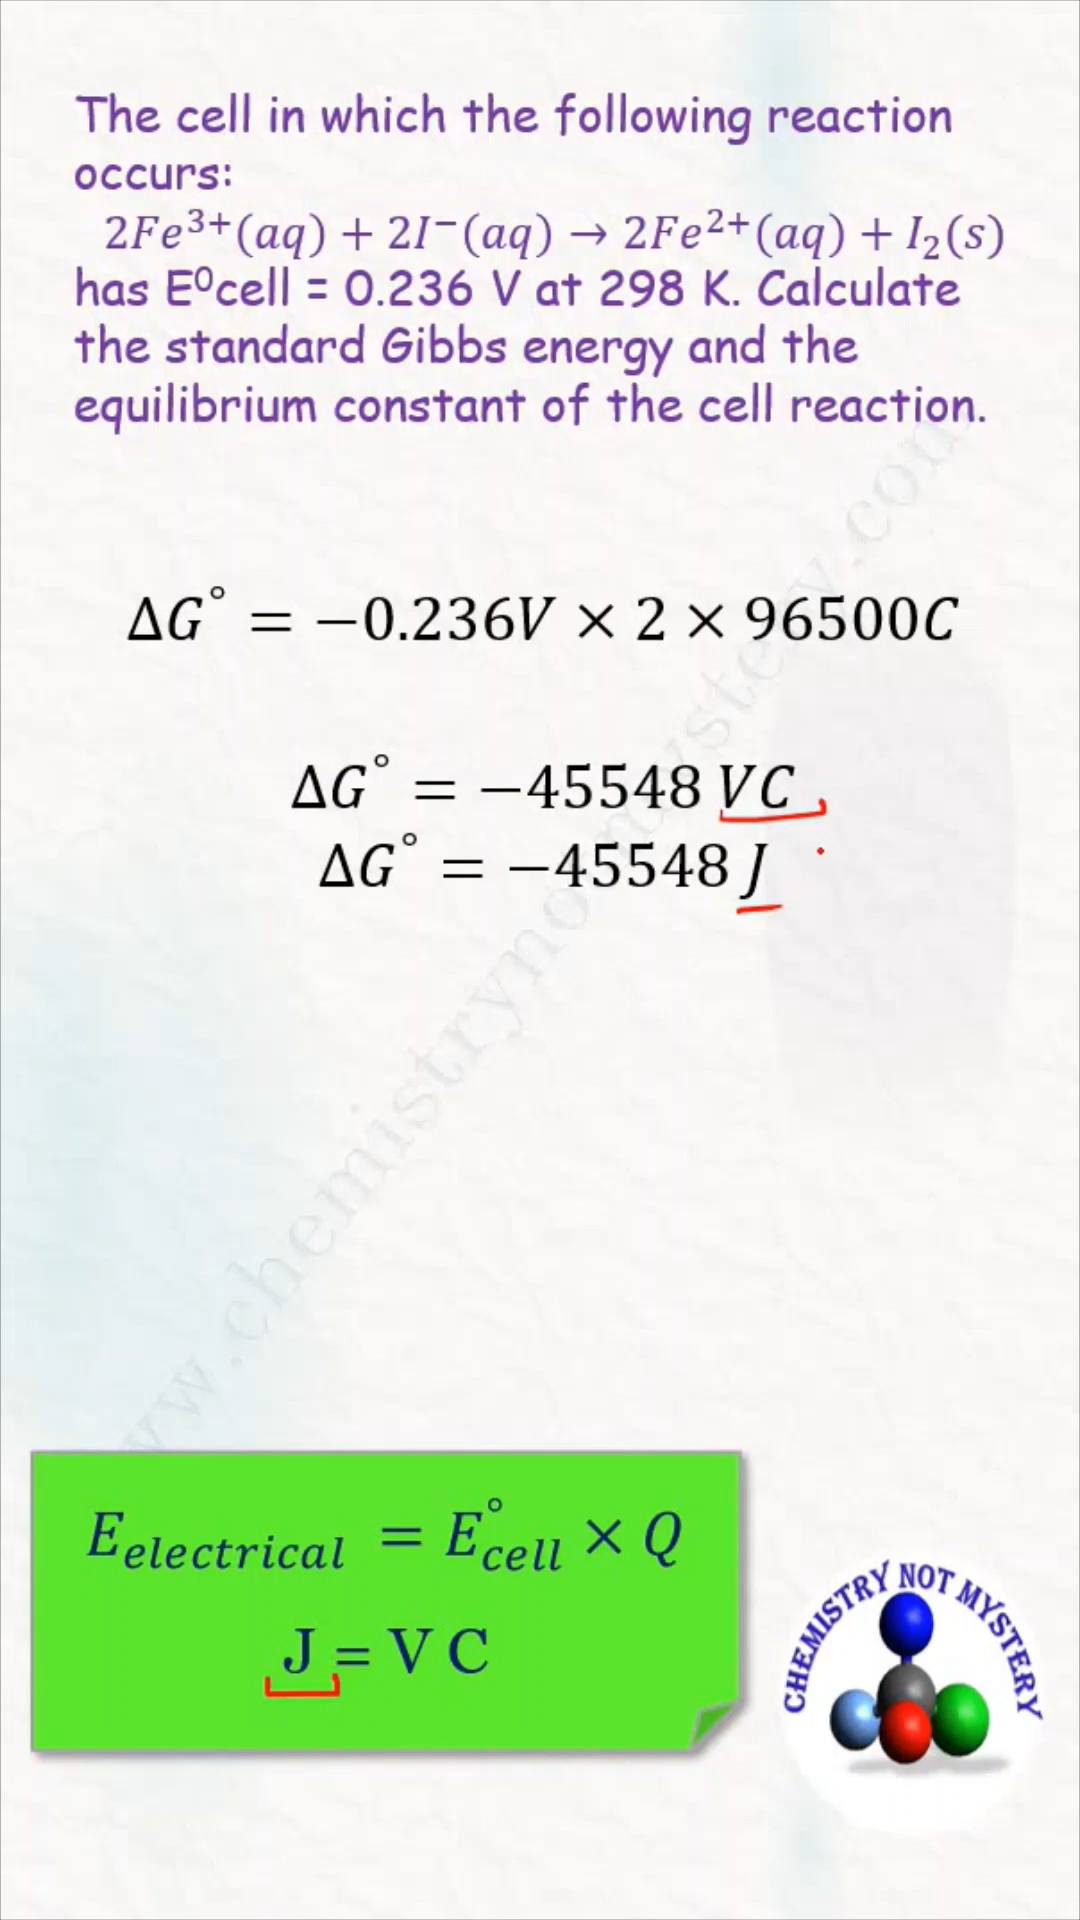 The cell in which the following reaction
occurs:
2Fe³⁺(aq) + 2I⁻(aq) → 2Fe²⁺(aq) + I₂(s)
has E⁰cell = 0.236 V at 298 K. Calculate
the standard Gibbs energy and the
equilibrium constant of the cell reaction.
ΔG° = −0.236V × 2 × 96500C
ΔG° = −45548 VC
ΔG° = −45548 J
www.chemistrynotmystery.com
E_electrical = E°_cell × Q
J = V C
CHEMISTRY NOT MYSTERY